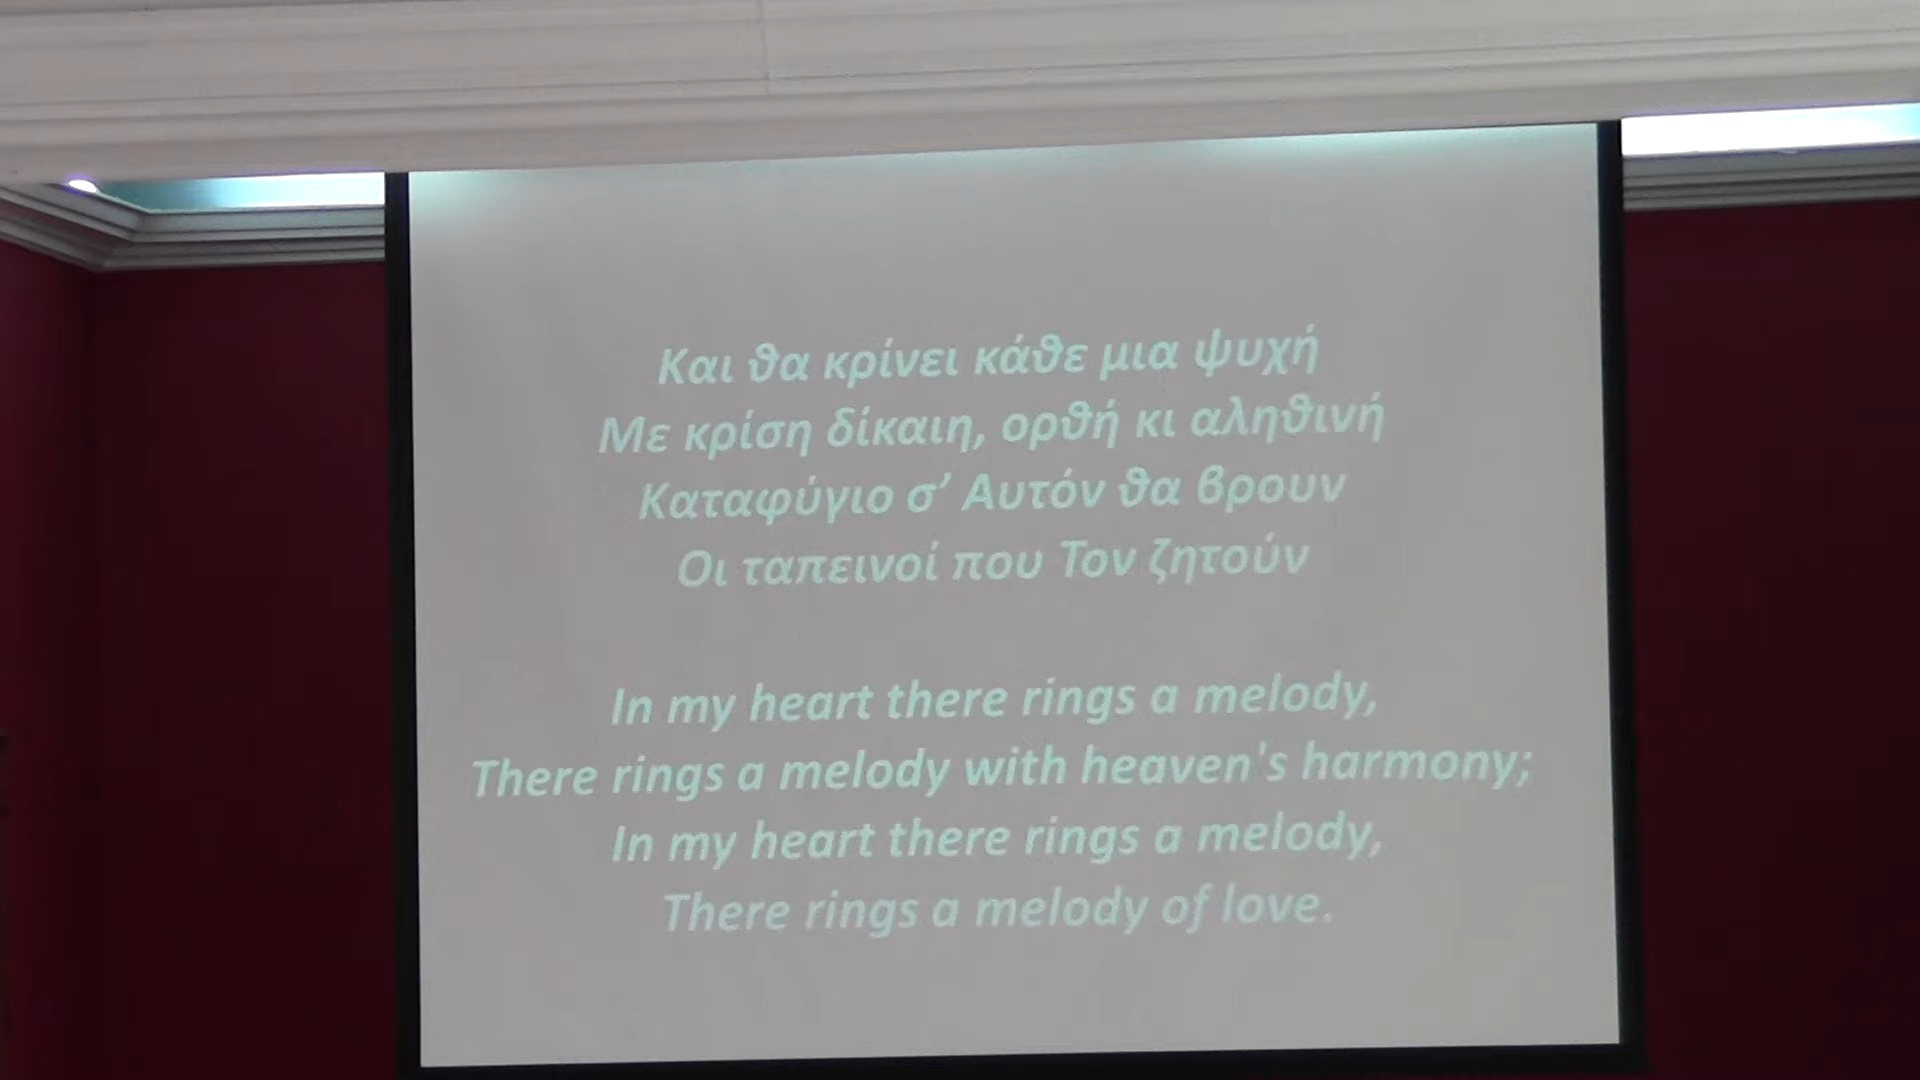 Και θα κρίνει κάθε μια ψυχή
Με κρίση δίκαιη, ορθή κι αληθινή
Καταφύγιο σ’ Αυτόν θα βρουν
Οι ταπεινοί που Τον ζητούν
In my heart there rings a melody,
There rings a melody with heaven's harmony;
In my heart there rings a melody,
There rings a melody of love.